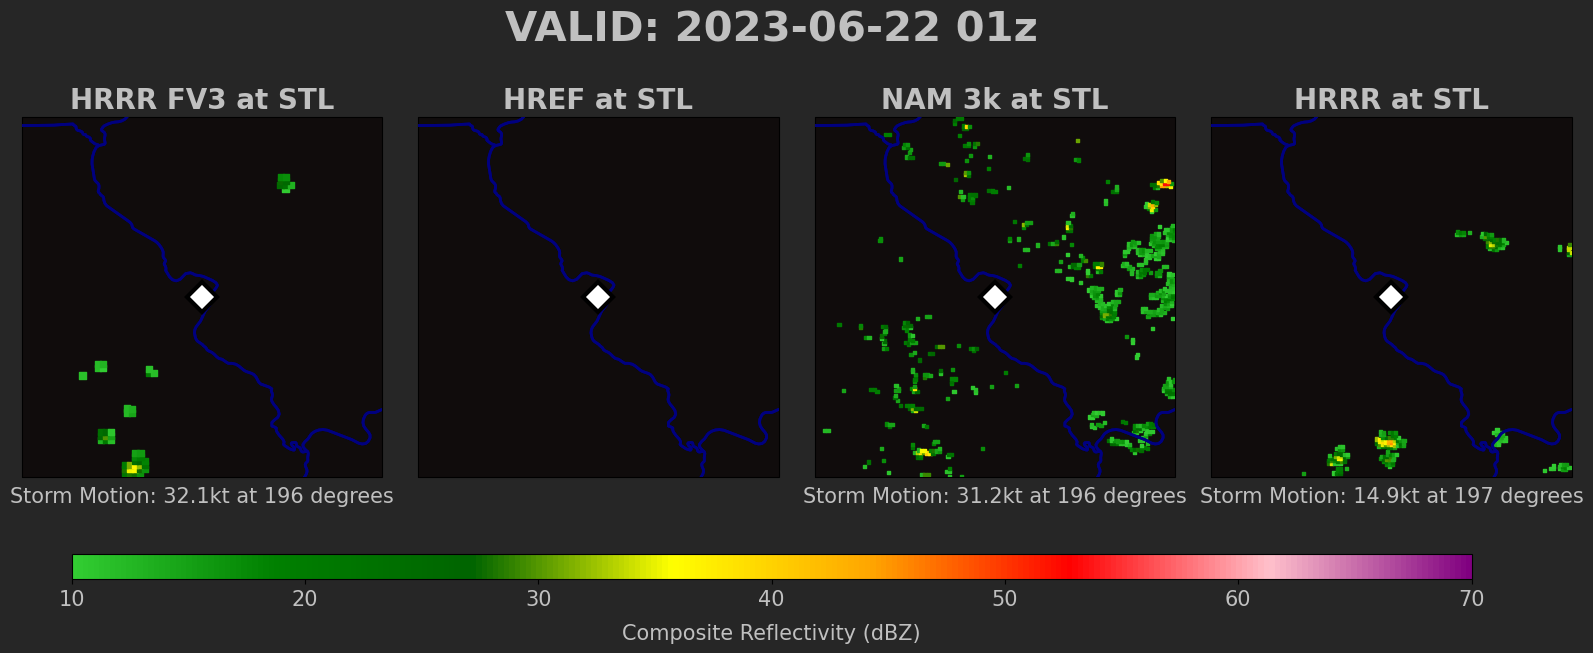 VALID: 2023-06-22 01z
HRRR FV3 at STL
HREF at STL
NAM 3k at STL
HRRR at STL
Storm Motion: 32.1kt at 196 degrees
Storm Motion: 31.2kt at 196 degrees
Storm Motion: 14.9kt at 197 degrees
10 20 30 40 50 60 70
Composite Reflectivity (dBZ)